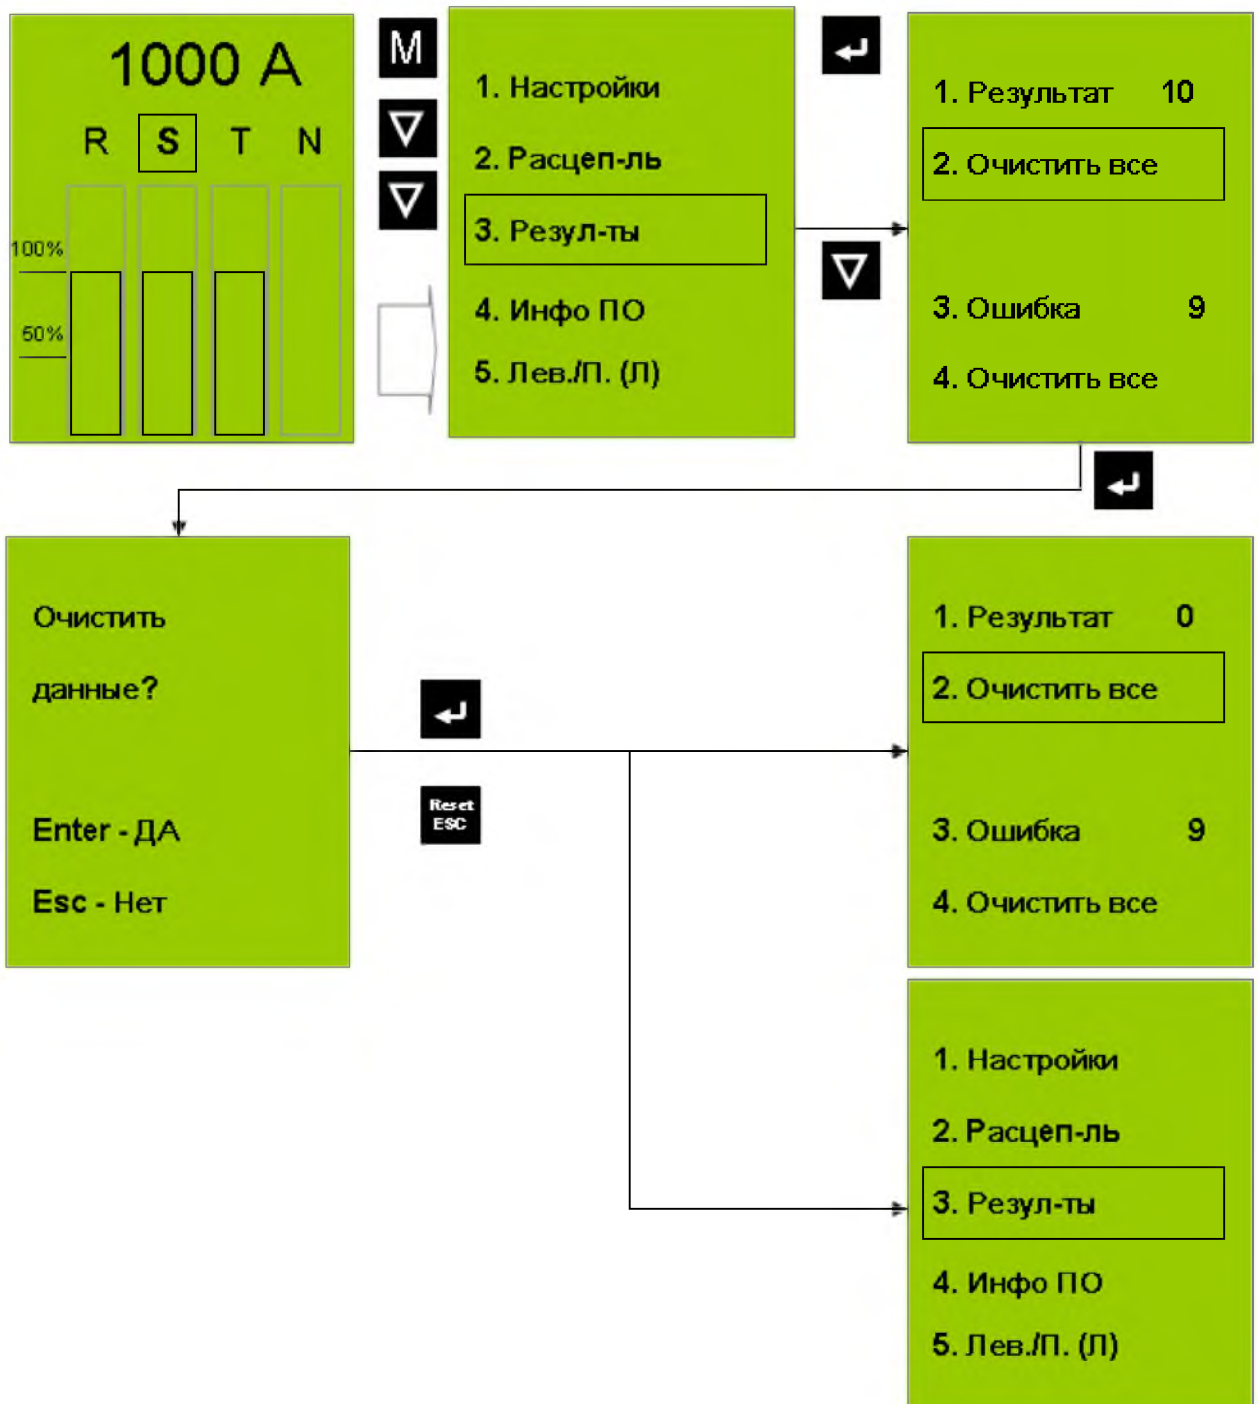 1000 A
R S T N
100%
50%
M
1. Настройки
2. Расцеп-ль
3. Резул-ты
4. Инфо ПО
5. Лев./П. (Л)
1. Результат 10
2. Очистить все
3. Ошибка 9
4. Очистить все
Очистить
данные?
Enter - ДА
Esc - Нет
Reset
ESC
1. Результат 0
2. Очистить все
3. Ошибка 9
4. Очистить все
1. Настройки
2. Расцеп-ль
3. Резул-ты
4. Инфо ПО
5. Лев./П. (Л)